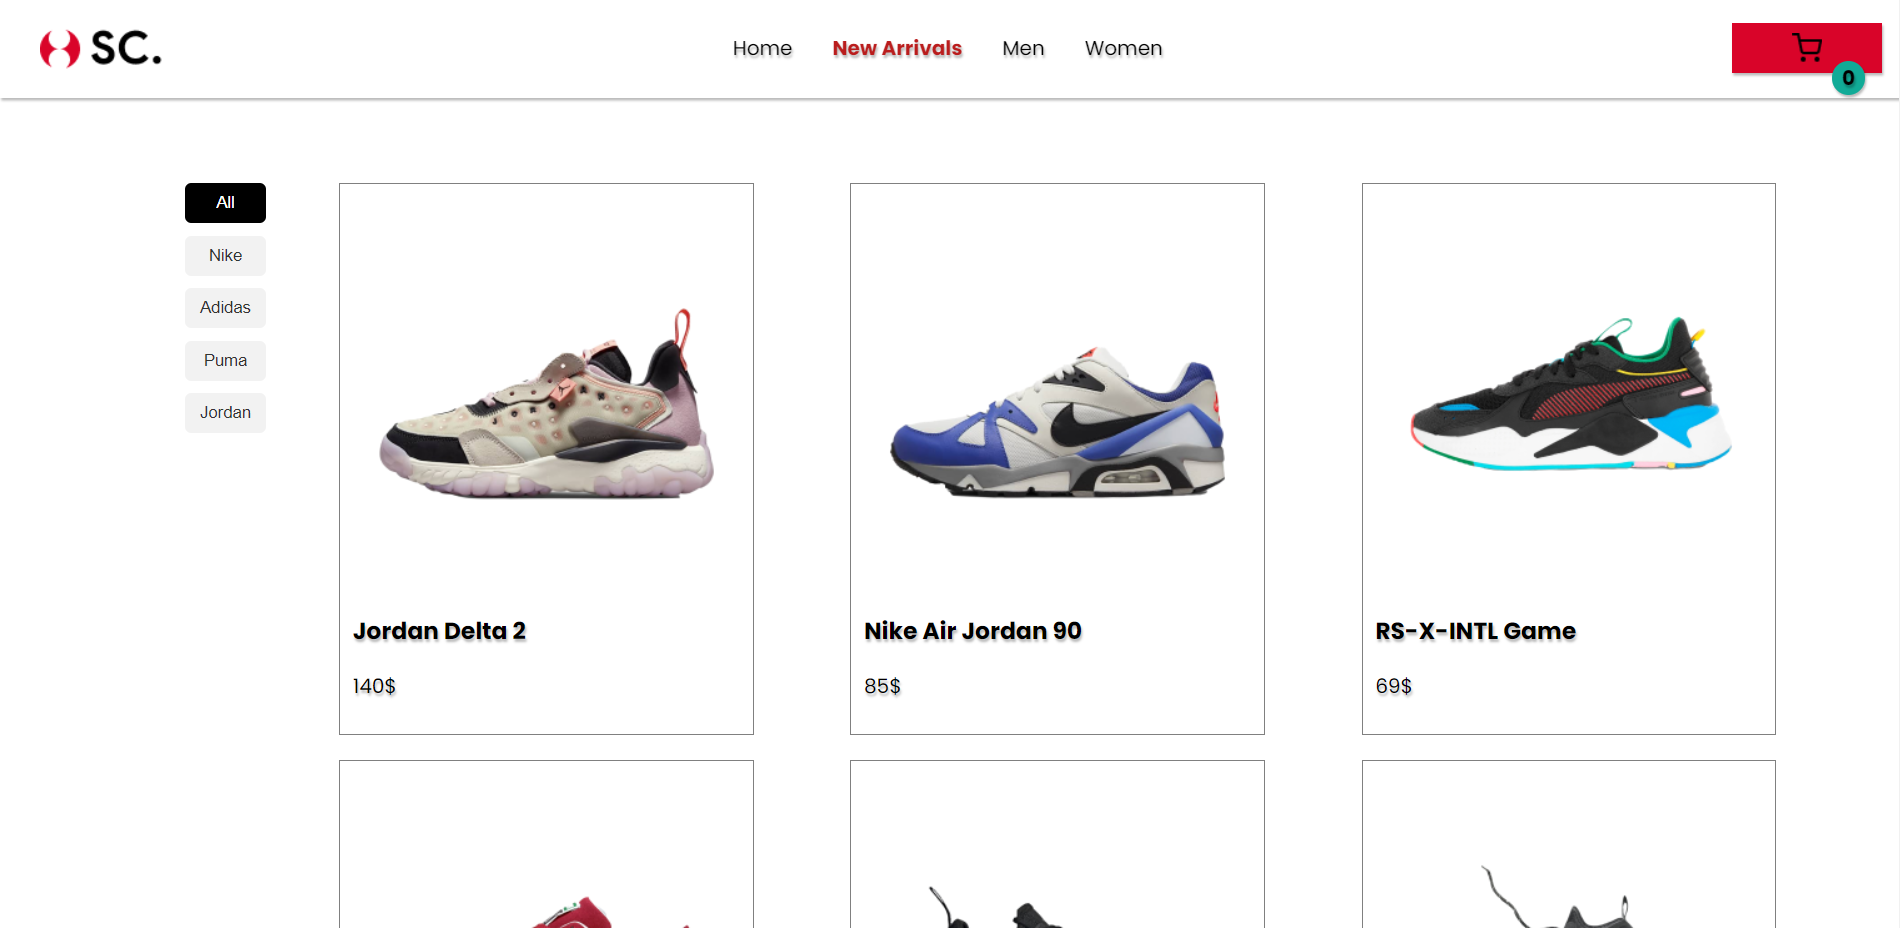 SC.
Home
New Arrivals
Men
Women
0
All
Nike
Adidas
Puma
Jordan
Jordan Delta 2
140$
Nike Air Jordan 90
85$
RS-X-INTL Game
69$